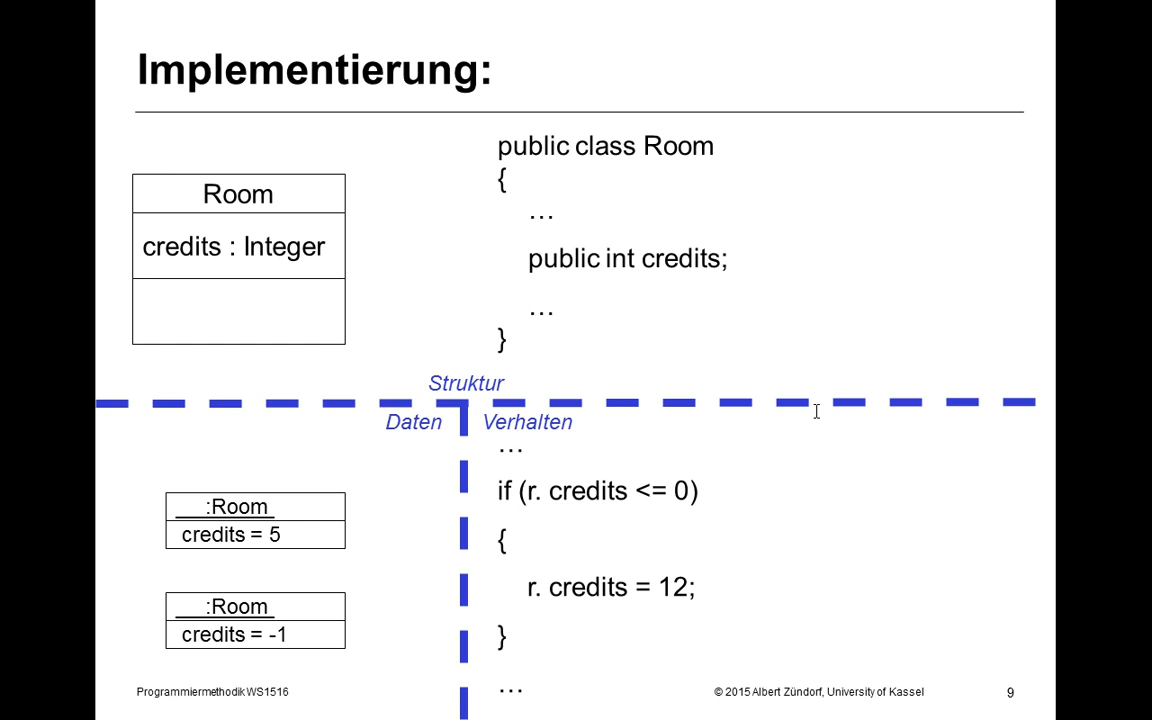 Implementierung:
Room
credits : Integer
public class Room
{
…
public int credits;
…
}
Struktur
Daten
Verhalten
:Room
credits = 5
:Room
credits = -1
…
if (r. credits <= 0)
{
r. credits = 12;
}
…
Programmiermethodik WS1516
© 2015 Albert Zündorf, University of Kassel
9